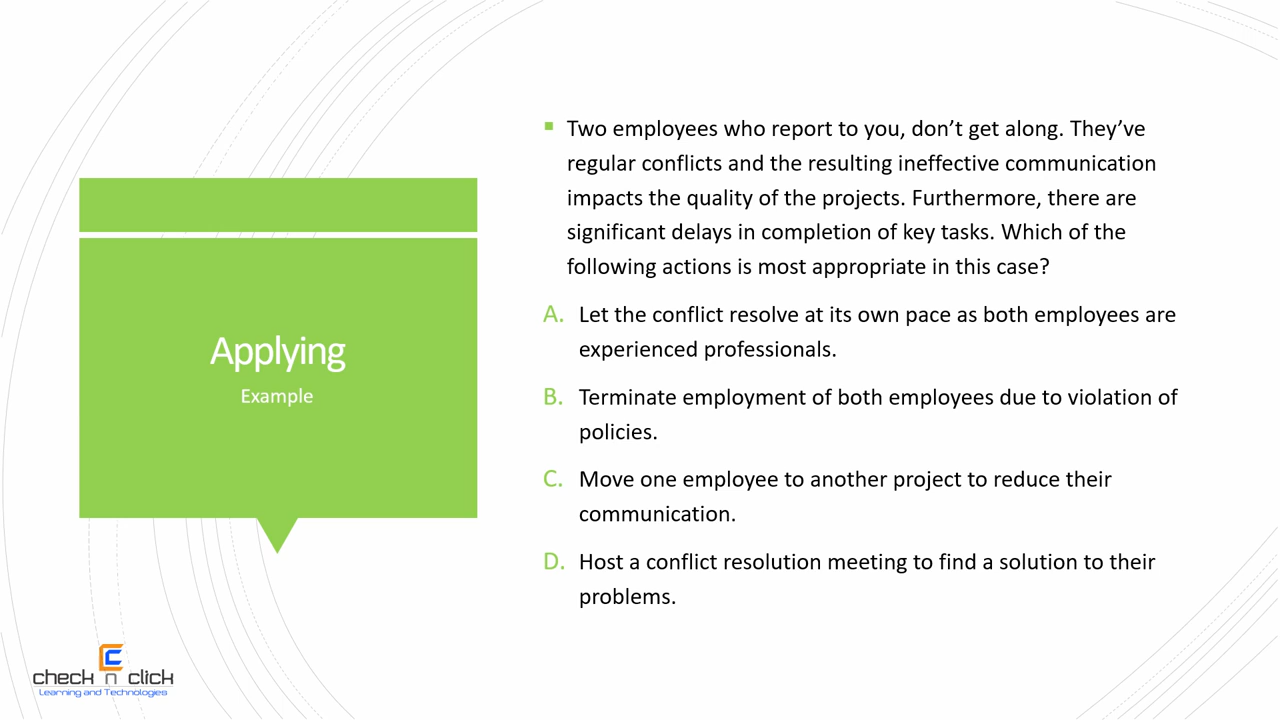 Applying
Example
▪ Two employees who report to you, don’t get along. They’ve
regular conflicts and the resulting ineffective communication
impacts the quality of the projects. Furthermore, there are
significant delays in completion of key tasks. Which of the
following actions is most appropriate in this case?
A. Let the conflict resolve at its own pace as both employees are
experienced professionals.
B. Terminate employment of both employees due to violation of
policies.
C. Move one employee to another project to reduce their
communication.
D. Host a conflict resolution meeting to find a solution to their
problems.
check n click
Learning and Technologies